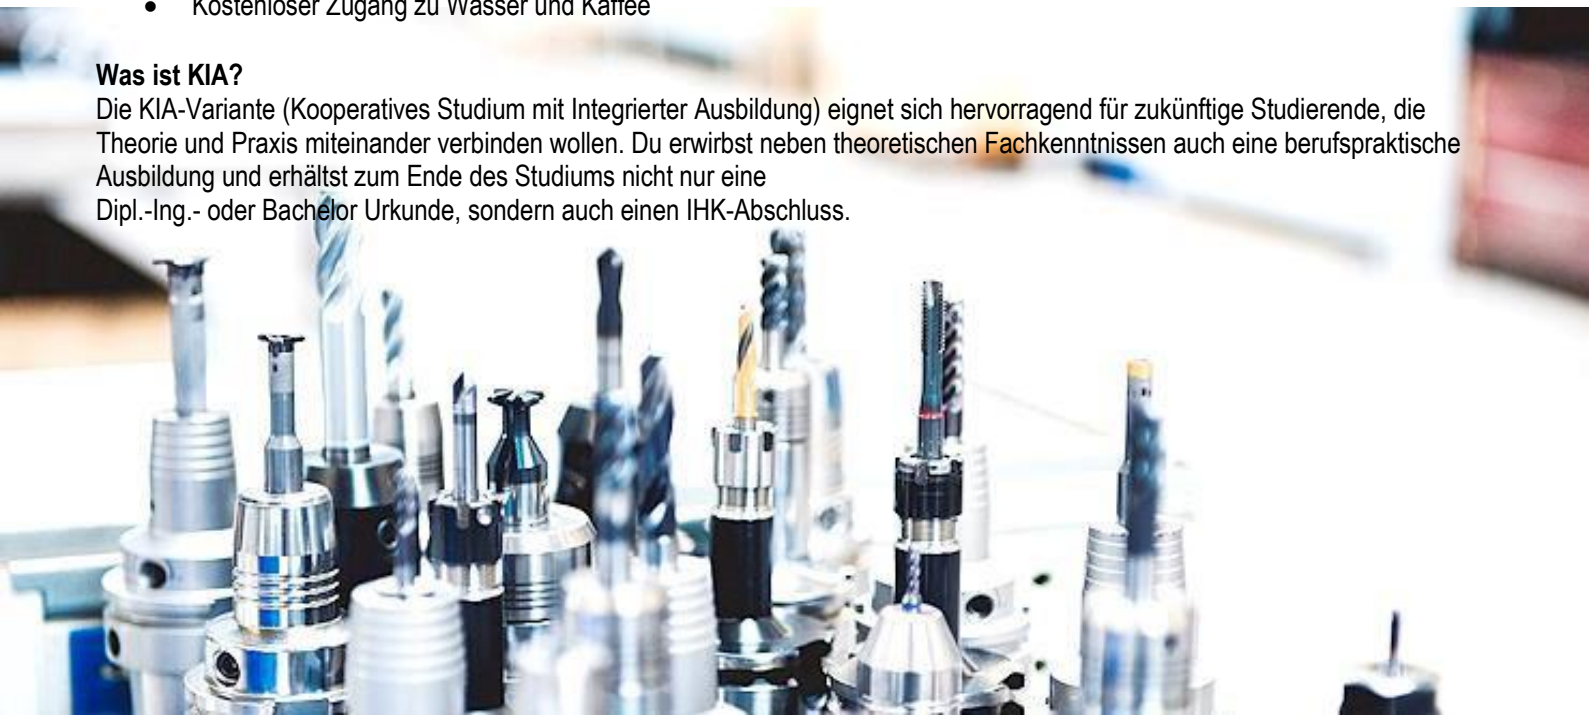 • Kostenloser Zugang zu Wasser und Kaffee
Was ist KIA?
Die KIA-Variante (Kooperatives Studium mit Integrierter Ausbildung) eignet sich hervorragend für zukünftige Studierende, die
Theorie und Praxis miteinander verbinden wollen. Du erwirbst neben theoretischen Fachkenntnissen auch eine berufspraktische
Ausbildung und erhältst zum Ende des Studiums nicht nur eine
Dipl.-Ing.- oder Bachelor Urkunde, sondern auch einen IHK-Abschluss.